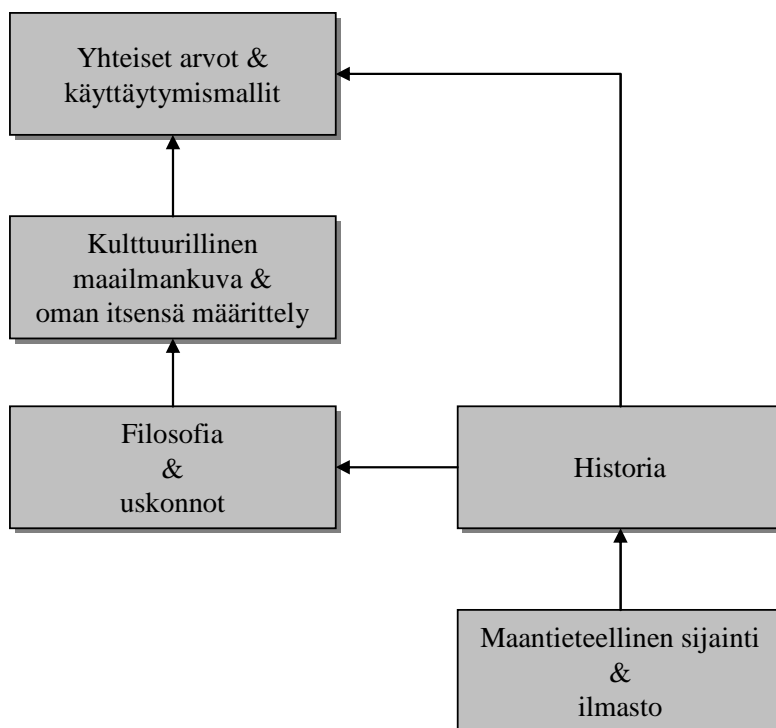 Yhteiset arvot &
käyttäytymismallit
Kulttuurillinen
maailmankuva &
oman itsensä määrittely
Filosofia
&
uskonnot
Historia
Maantieteellinen sijainti
&
ilmasto